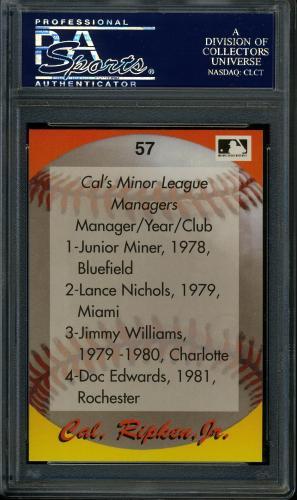 PROFESSIONAL
PSA
Sports
AUTHENTICATOR
A
DIVISION OF
COLLECTORS
UNIVERSE
NASDAQ: CLCT
57
Cal's Minor League
Managers
Manager/Year/Club
1-Junior Miner, 1978,
Bluefield
2-Lance Nichols, 1979,
Miami
3-Jimmy Williams,
1979 -1980, Charlotte
4-Doc Edwards, 1981,
Rochester
Cal, Ripken, Jr.